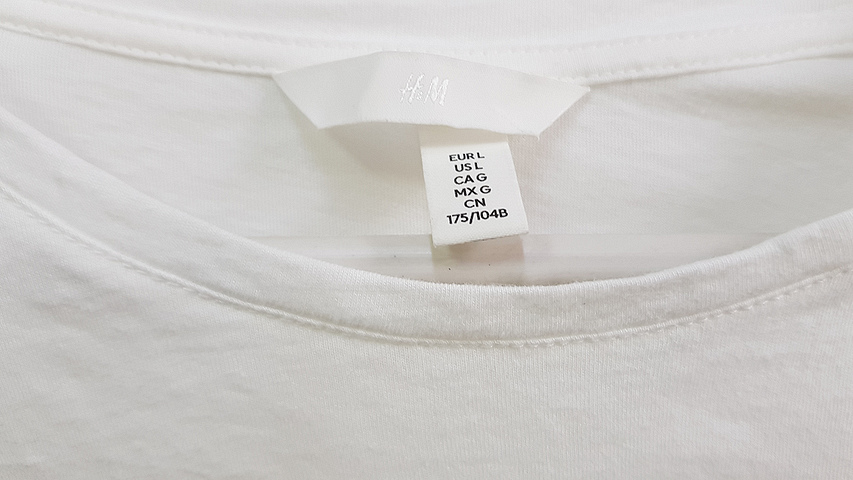 H&M
EUR L
US L
CA G
MX G
CN
175/104B